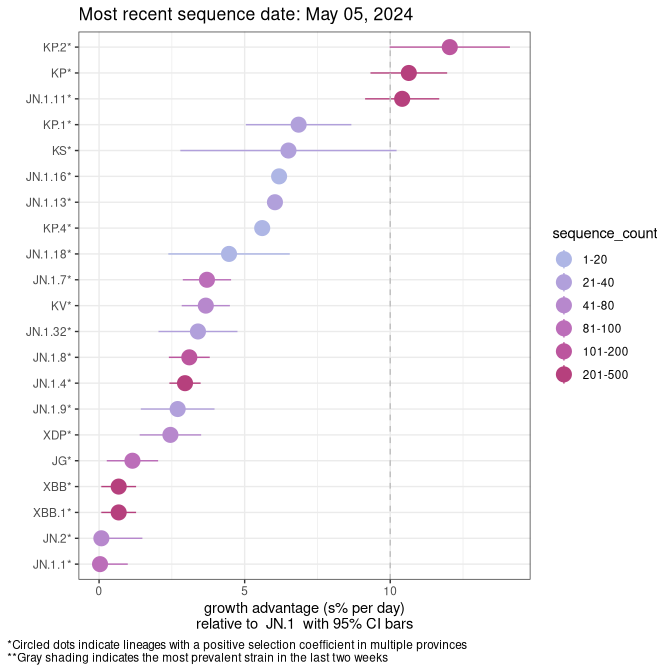 Most recent sequence date: May 05, 2024
KP.2*
KP*
JN.1.11*
KP.1*
KS*
JN.1.16*
JN.1.13*
KP.4*
JN.1.18*
JN.1.7*
KV*
JN.1.32*
JN.1.8*
JN.1.4*
JN.1.9*
XDP*
JG*
XBB*
XBB.1*
JN.2*
JN.1.1*
0 5 10
growth advantage (s% per day)
relative to JN.1 with 95% CI bars
sequence_count
1-20
21-40
41-80
81-100
101-200
201-500
*Circled dots indicate lineages with a positive selection coefficient in multiple provinces
**Gray shading indicates the most prevalent strain in the last two weeks